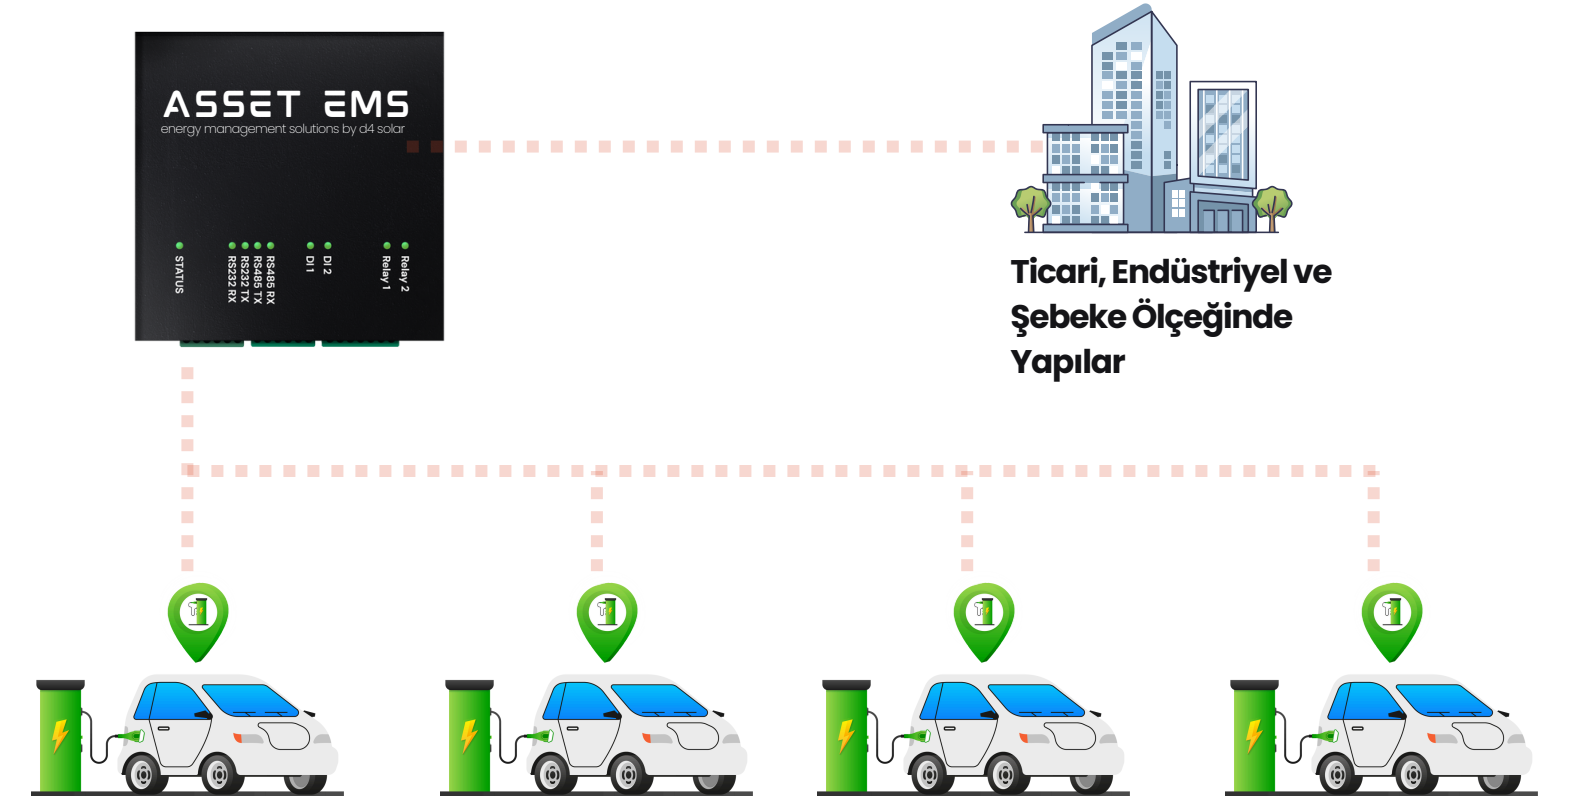 ASSET EMS
energy management solutions by d4 solar
STATUS
RS232 RX
RS232 TX
RS485 TX
RS485 RX
DI 1
DI 2
Relay 1
Relay 2
Ticari, Endüstriyel ve
Şebeke Ölçeğinde
Yapılar